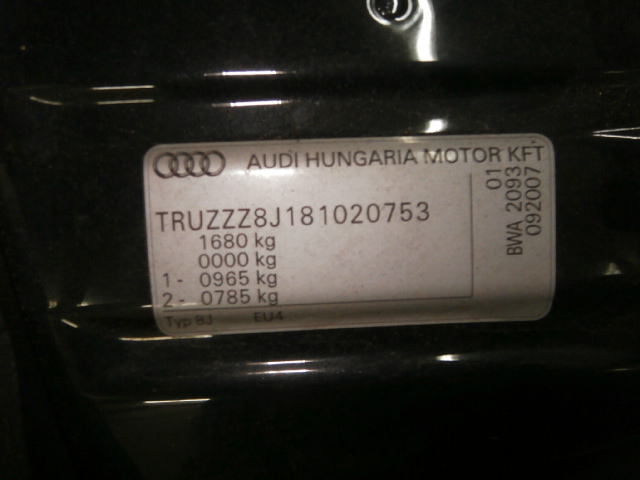 AUDI HUNGARIA MOTOR KFT
TRUZZZ8J181020753
1680 kg
0000 kg
1- 0965 kg
2- 0785 kg
Typ 8J EU4
01
BWA 2093
092007